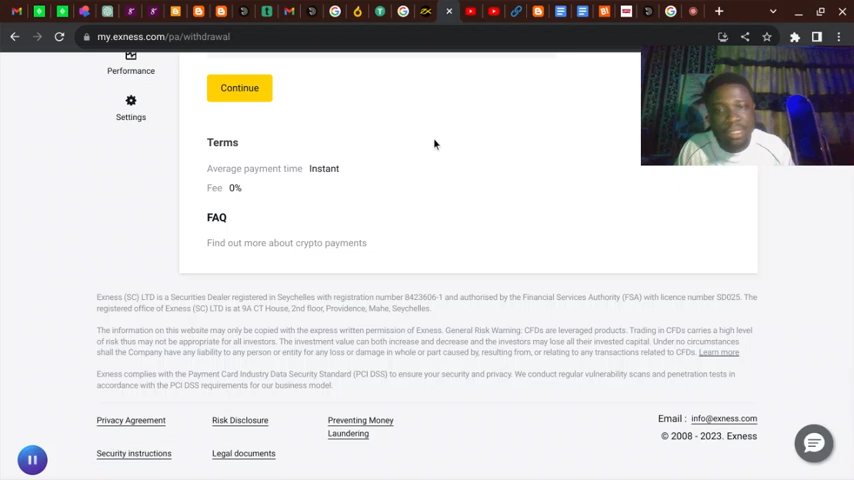 my.exness.com/pa/withdrawal
Performance
Settings
Continue
Terms
Average payment time Instant
Fee 0%
FAQ
Find out more about crypto payments
Exness (SC) LTD is a Securities Dealer registered in Seychelles with registration number 8423606-1 and authorised by the Financial Services Authority (FSA) with licence number SD025. The
registered office of Exness (SC) LTD is at 9A CT House, 2nd floor, Providence, Mahe, Seychelles.
The information on this website may only be copied with the express written permission of Exness. General Risk Warning: CFDs are leveraged products. Trading in CFDs carries a high level
of risk thus may not be appropriate for all investors. The investment value can both increase and decrease and the investors may lose all their invested capital. Under no circumstances
shall the Company have any liability to any person or entity for any loss or damage in whole or part caused by, resulting from, or relating to any transactions related to CFDs. Learn more
Exness complies with the Payment Card Industry Data Security Standard (PCI DSS) to ensure your security and privacy. We conduct regular vulnerability scans and penetration tests in
accordance with the PCI DSS requirements for our business model.
Privacy Agreement
Risk Disclosure
Preventing Money
Laundering
Security instructions
Legal documents
Email : info@exness.com
© 2008 - 2023. Exness